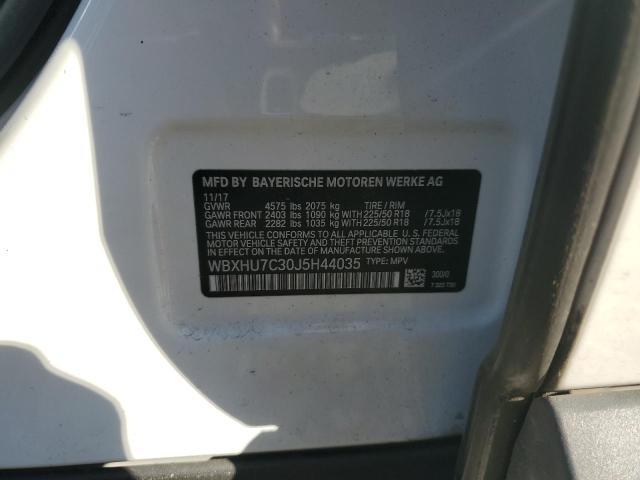 MFD BY BAYERISCHE MOTOREN WERKE AG
11/17
GVWR 4575 lbs 2075 kg TIRE / RIM
GAWR FRONT 2403 lbs 1090 kg WITH 225/50 R18 /7.5Jx18
GAWR REAR 2282 lbs 1035 kg WITH 225/50 R18 /7.5Jx18
THIS VEHICLE CONFORMS TO ALL APPLICABLE U.S. FEDERAL
MOTOR VEHICLE SAFETY, BUMPER, AND THEFT PREVENTION
STANDARDS IN EFFECT ON THE DATE OF MANUFACTURE SHOWN ABOVE.
WBXHU7C30J5H44035 TYPE: MPV
300/0